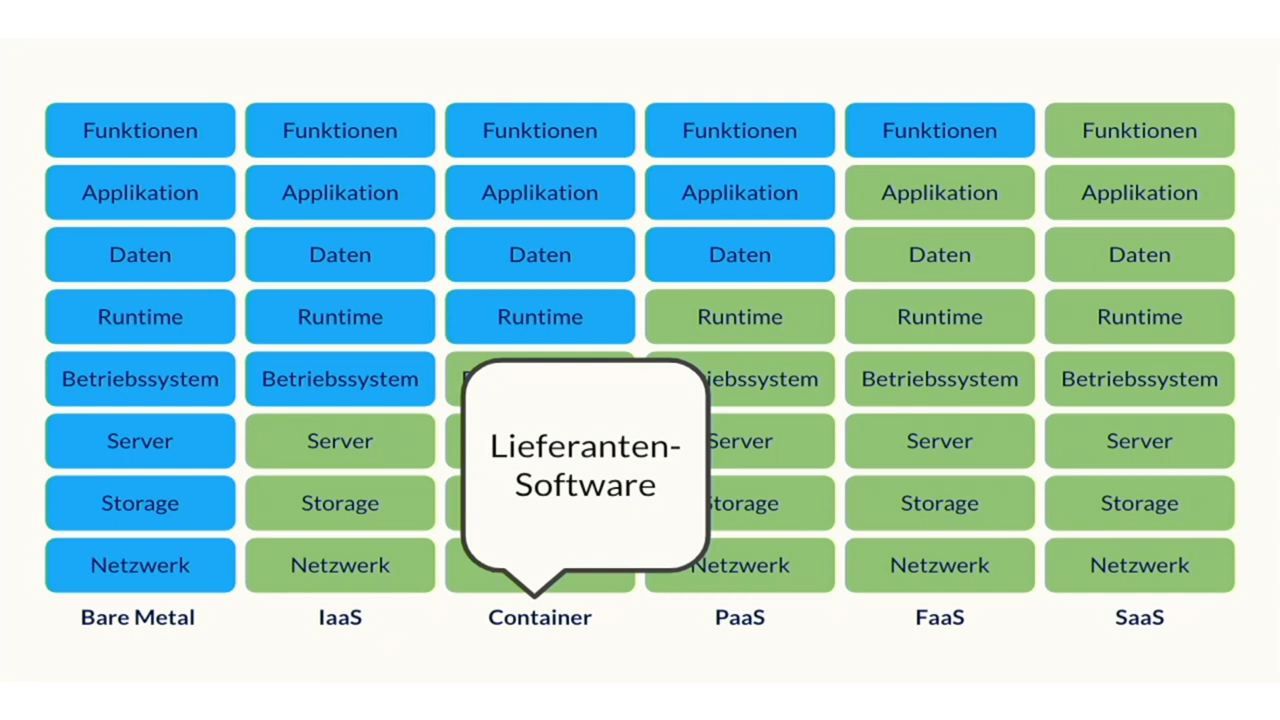 Funktionen Funktionen Funktionen Funktionen Funktionen Funktionen
Applikation Applikation Applikation Applikation Applikation Applikation
Daten Daten Daten Daten Daten Daten
Runtime Runtime Runtime Runtime Runtime Runtime
Betriebssystem Betriebssystem Betriebssystem Betriebssystem
Server Server Server Server Server
Storage Storage Storage Storage Storage
Netzwerk Netzwerk Netzwerk Netzwerk Netzwerk
Lieferanten-
Software
Bare Metal IaaS Container PaaS FaaS SaaS